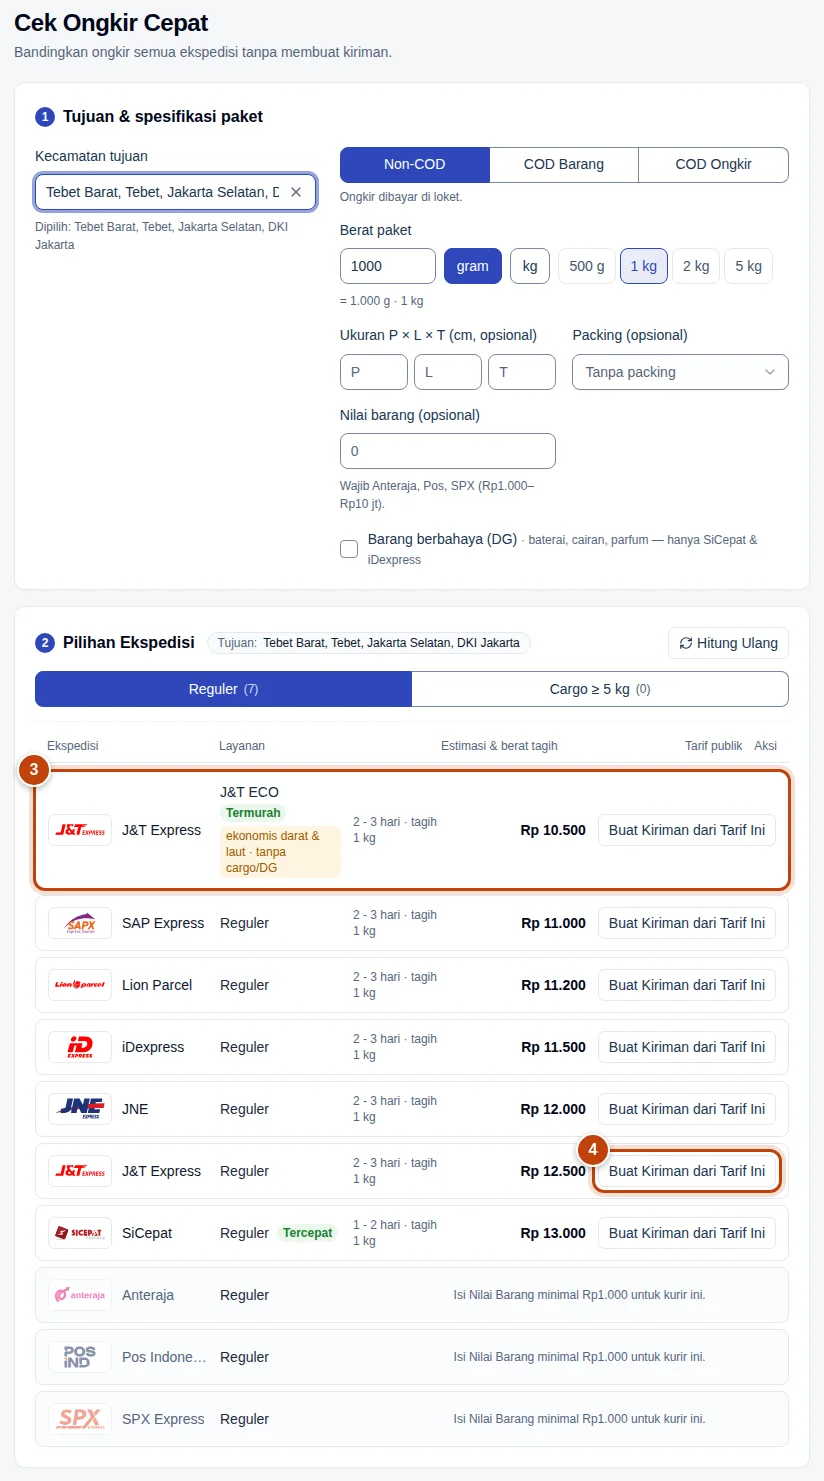 Cek Ongkir Cepat
Bandingkan ongkir semua ekspedisi tanpa membuat kiriman.
1 Tujuan & spesifikasi paket
Kecamatan tujuan
Tebet Barat, Tebet, Jakarta Selatan, D
Dipilih: Tebet Barat, Tebet, Jakarta Selatan, DKI
Jakarta
Non-COD COD Barang COD Ongkir
Ongkir dibayar di loket.
Berat paket
1000 gram kg 500 g 1 kg 2 kg 5 kg
= 1.000 g · 1 kg
Ukuran P × L × T (cm, opsional) Packing (opsional)
P L T Tanpa packing
Nilai barang (opsional)
0
Wajib Anteraja, Pos, SPX (Rp1.000–
Rp10 jt).
Barang berbahaya (DG) · baterai, cairan, parfum — hanya SiCepat &
iDexpress
2 Pilihan Ekspedisi Tujuan: Tebet Barat, Tebet, Jakarta Selatan, DKI Jakarta Hitung Ulang
Reguler (7) Cargo ≥ 5 kg (0)
Ekspedisi Layanan Estimasi & berat tagih Tarif publik Aksi
3
J&T EXPRESS J&T Express
J&T ECO
Termurah
ekonomis darat &
laut · tanpa
cargo/DG
2 - 3 hari · tagih
1 kg
Rp 10.500 Buat Kiriman dari Tarif Ini
SAPX SAP Express Reguler
2 - 3 hari · tagih
1 kg
Rp 11.000 Buat Kiriman dari Tarif Ini
Lion parcel Lion Parcel Reguler
2 - 3 hari · tagih
1 kg
Rp 11.200 Buat Kiriman dari Tarif Ini
iD EXPRESS iDexpress Reguler
2 - 3 hari · tagih
1 kg
Rp 11.500 Buat Kiriman dari Tarif Ini
JNE EXPRESS JNE Reguler
2 - 3 hari · tagih
1 kg
Rp 12.000 Buat Kiriman dari Tarif Ini
4
J&T EXPRESS J&T Express Reguler
2 - 3 hari · tagih
1 kg
Rp 12.500 Buat Kiriman dari Tarif Ini
SICEPAT SiCepat Reguler Tercepat
1 - 2 hari · tagih
1 kg
Rp 13.000 Buat Kiriman dari Tarif Ini
anteraja Anteraja Reguler Isi Nilai Barang minimal Rp1.000 untuk kurir ini.
POS IND Pos Indone… Reguler Isi Nilai Barang minimal Rp1.000 untuk kurir ini.
SPX SPX Express Reguler Isi Nilai Barang minimal Rp1.000 untuk kurir ini.